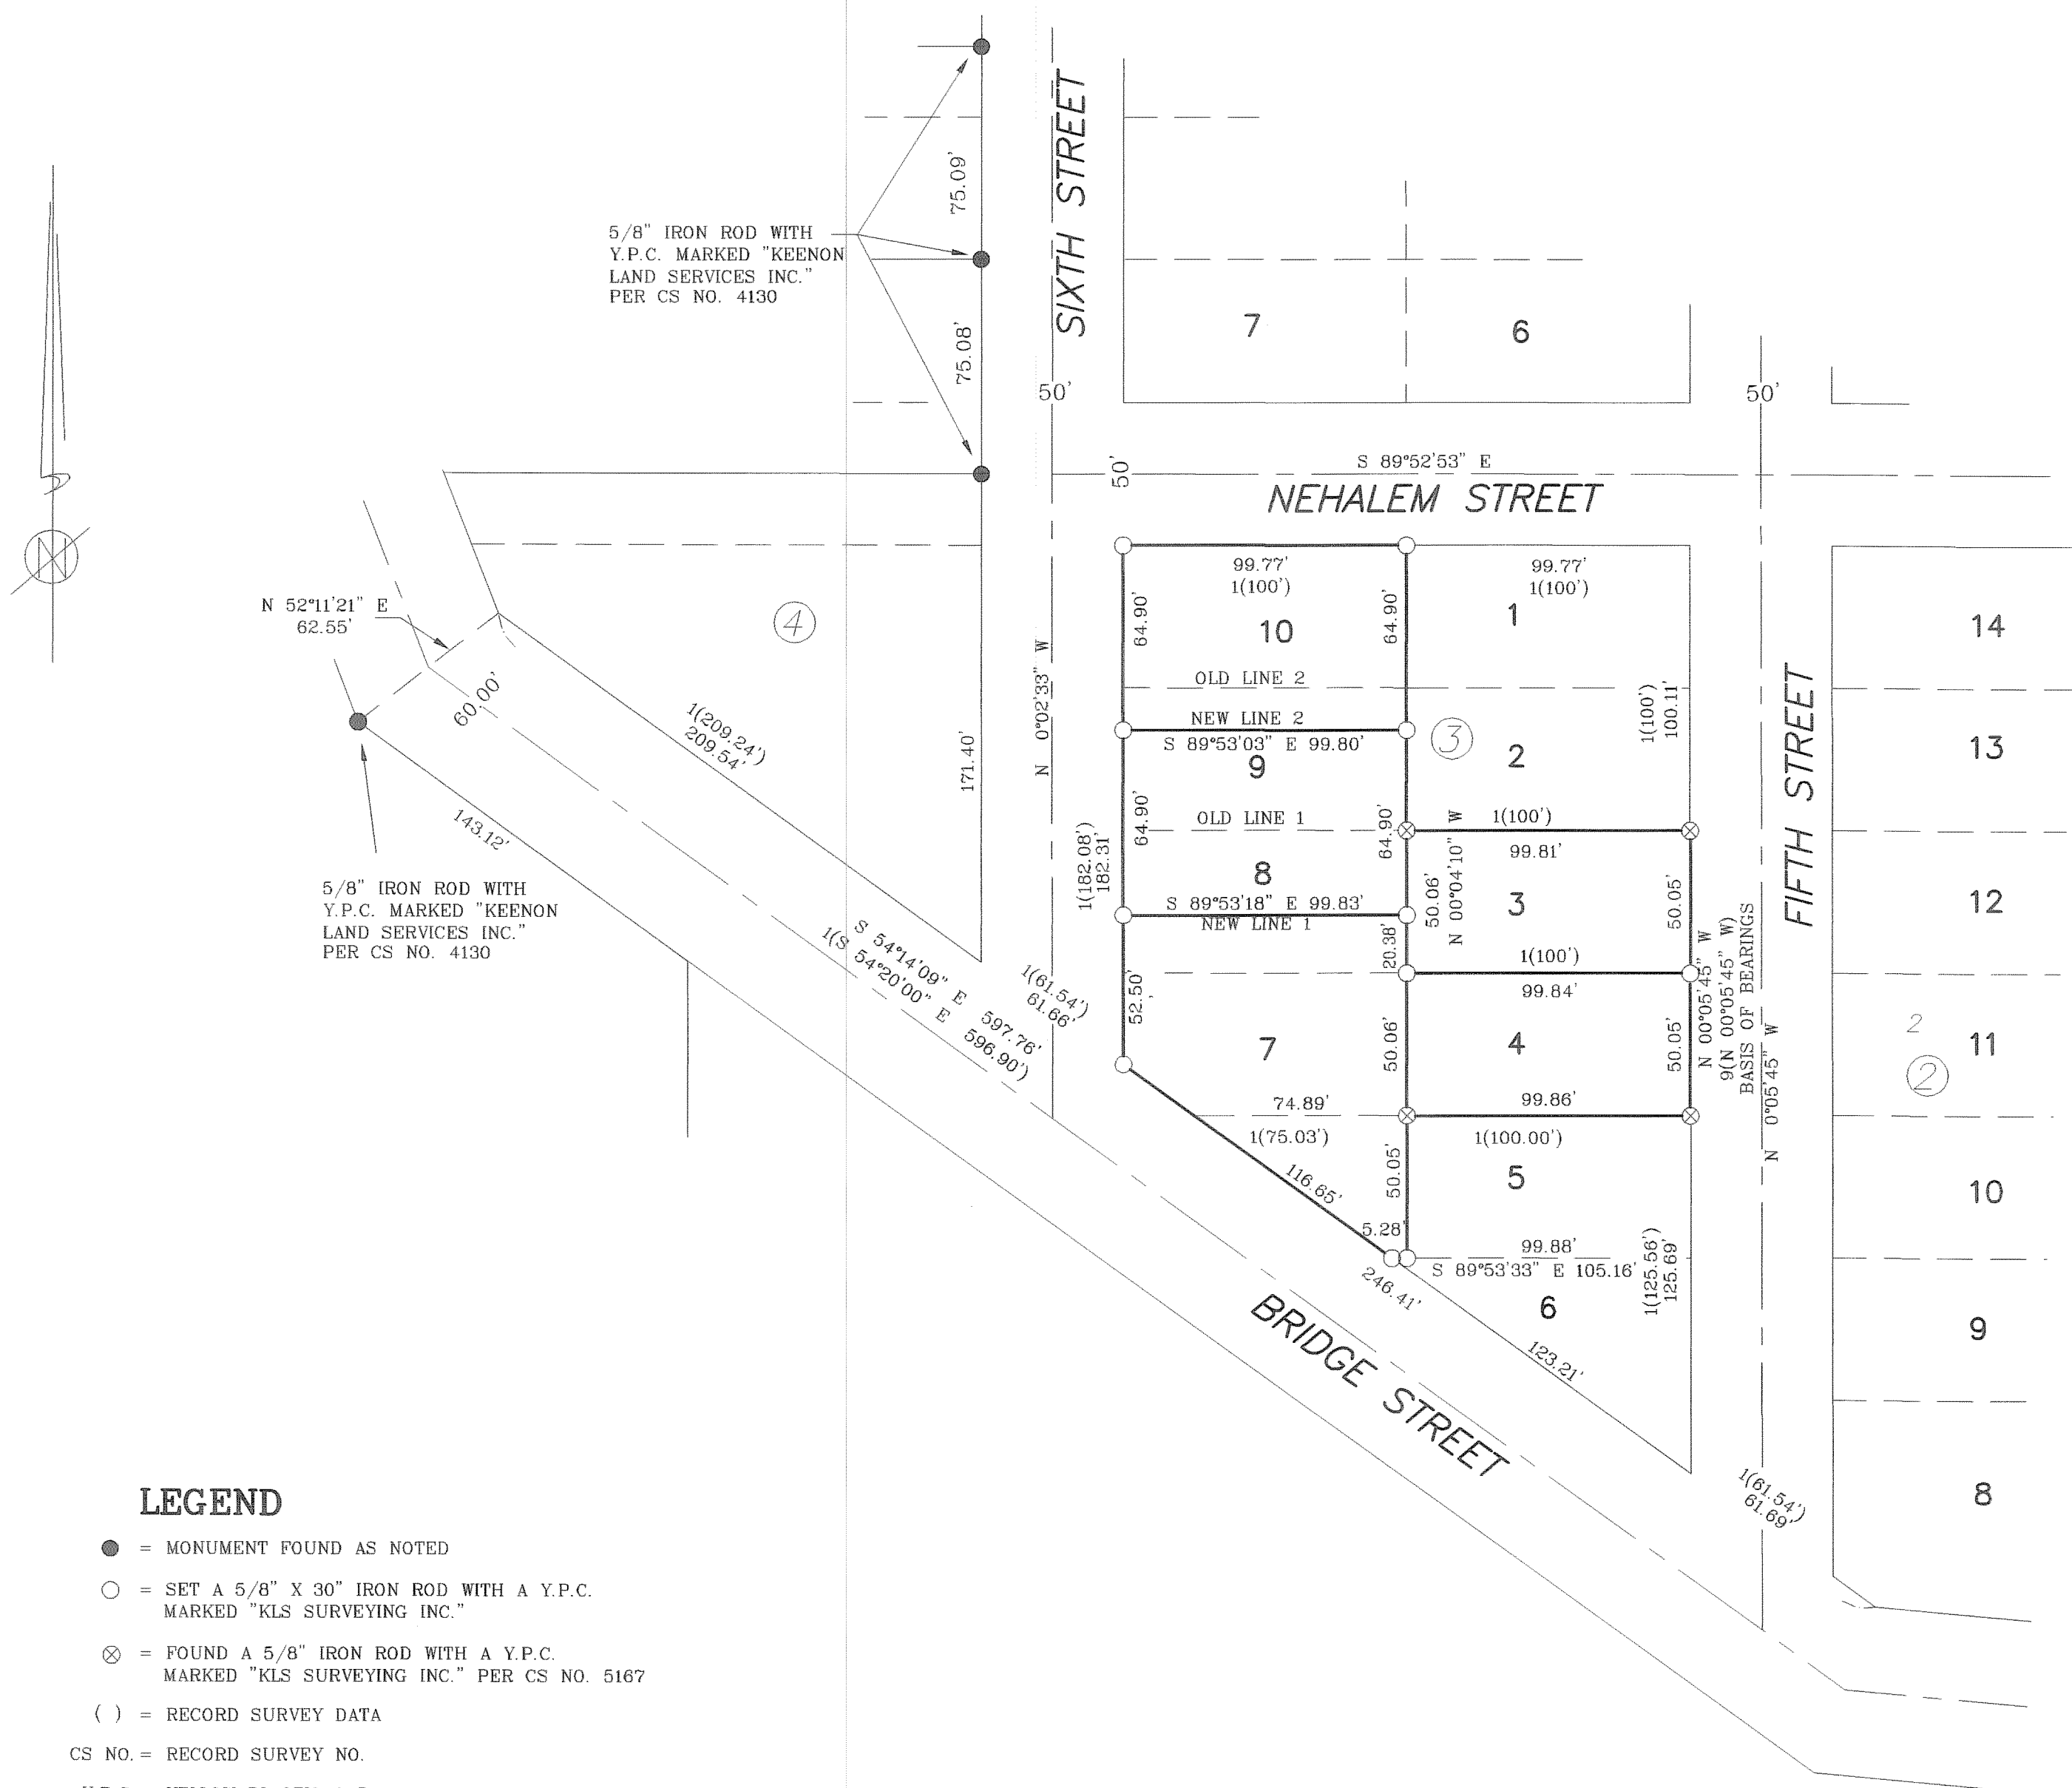 SIXTH STREET
75.09'
5/8" IRON ROD WITH
Y.P.C. MARKED "KEENON
LAND SERVICES INC."
PER CS NO. 4130
75.08'
7
6
50'
50'
50'
S 89°52'53" E
NEHALEM STREET
N
N 52°11'21" E
62.55'
60.00'
4
1(209.24')
209.54'
171.40'
N 0°02'33" W
99.77'
1(100')
10
64.90'
64.90'
99.77'
1(100')
1
OLD LINE 2
NEW LINE 2
S 89°53'03" E 99.80'
3
9
2
1(100')
100.11'
FIFTH STREET
14
13
143.12'
5/8" IRON ROD WITH
Y.P.C. MARKED "KEENON
LAND SERVICES INC."
PER CS NO. 4130
1(182.08')
182.31'
64.90'
OLD LINE 1
64.90'
8
S 89°53'18" E 99.83'
NEW LINE 1
50.06'
N 00°04'10" W
1(100')
99.81'
3
50.05'
12
20.38'
1(100')
99.84'
S 54°14'09" E 597.76'
1(S 54°20'00" E 596.90')
1(61.54')
61.66'
52.50'
7
50.06'
4
50.05'
N 00°05'45" W
9(N 00°05'45" W)
BASIS OF BEARINGS
N 0°05'45" W
2
2
11
74.89'
1(75.03')
99.86'
1(100.00')
116.65'
50.05'
5
10
5.28'
99.88'
S 89°53'33" E 105.16'
1(125.56')
125.69'
246.41'
6
9
BRIDGE STREET
123.21'
1(61.54')
61.69'
8
LEGEND
= MONUMENT FOUND AS NOTED
= SET A 5/8" X 30" IRON ROD WITH A Y.P.C.
MARKED "KLS SURVEYING INC."
= FOUND A 5/8" IRON ROD WITH A Y.P.C.
MARKED "KLS SURVEYING INC." PER CS NO. 5167
( ) = RECORD SURVEY DATA
CS NO. = RECORD SURVEY NO.